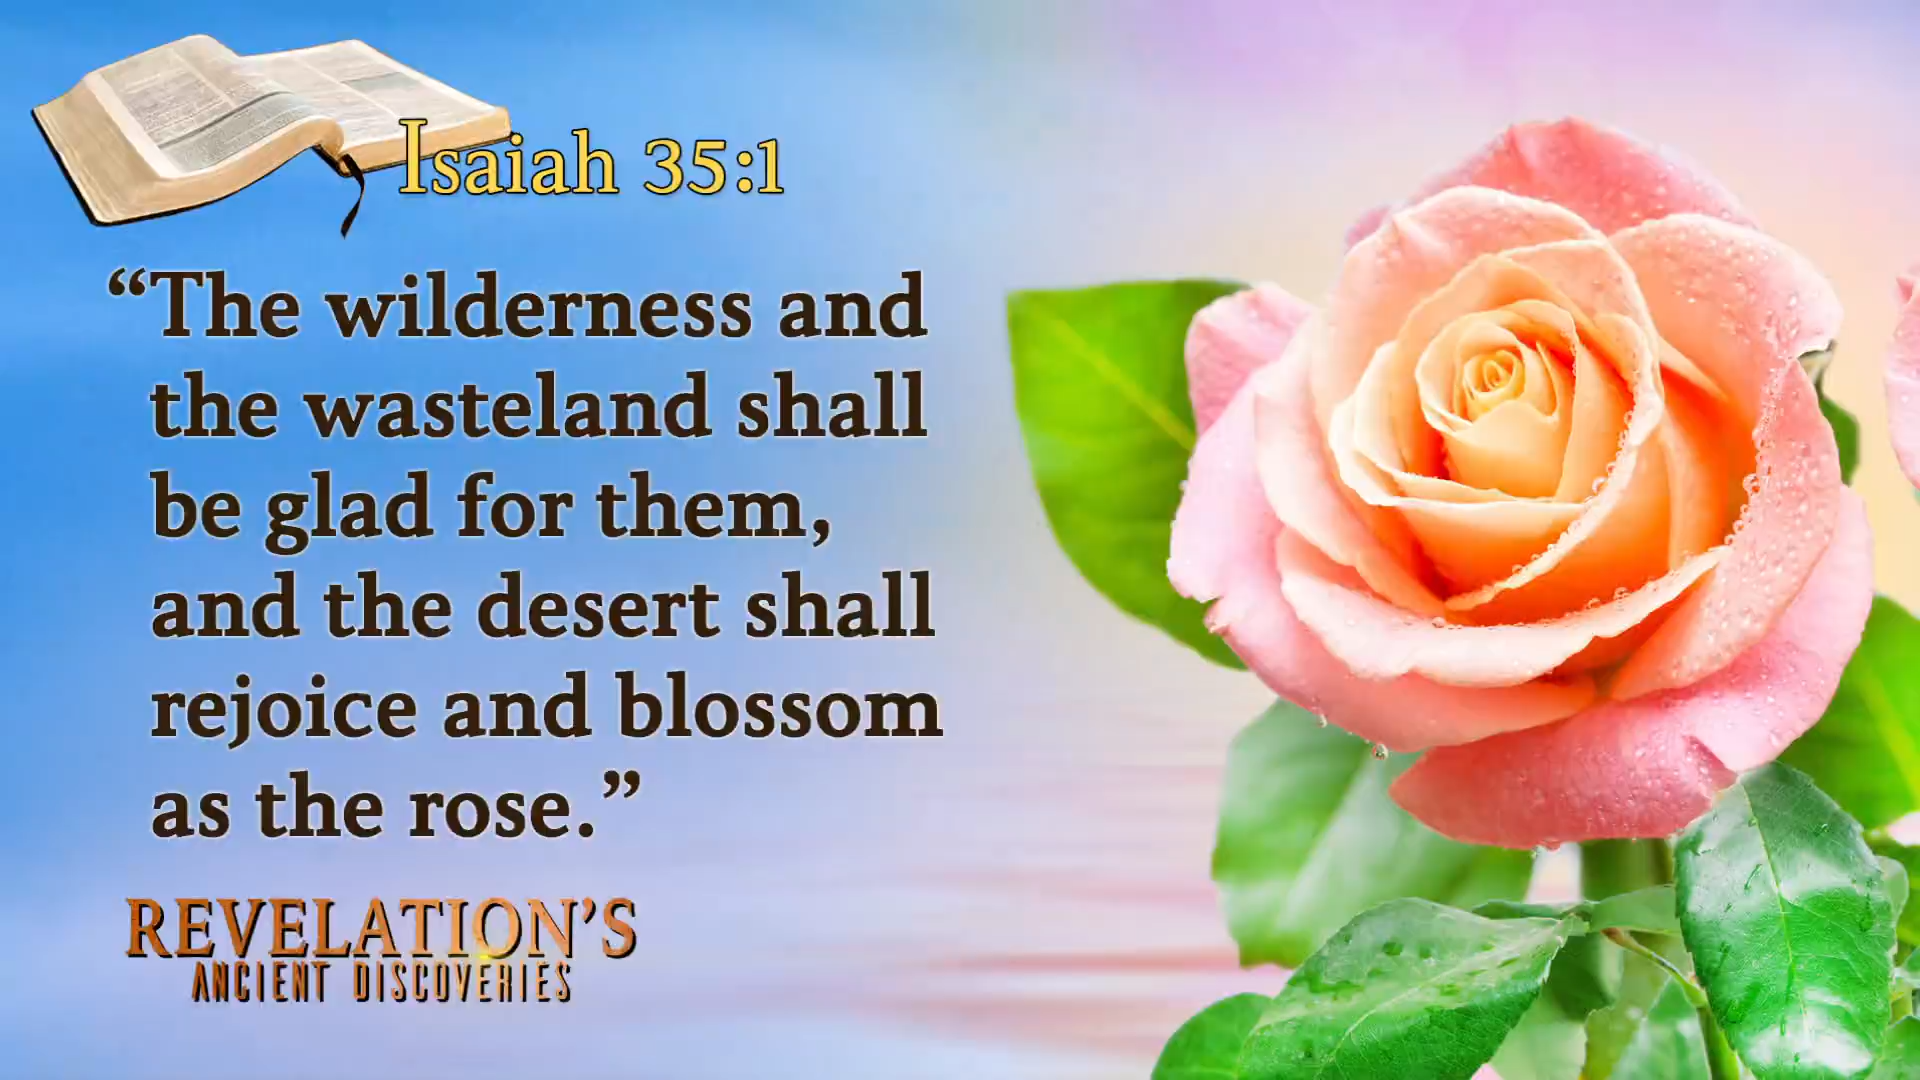 Isaiah 35:1
“The wilderness and
the wasteland shall
be glad for them,
and the desert shall
rejoice and blossom
as the rose.”
REVELATION’S
ANCIENT DISCOVERIES